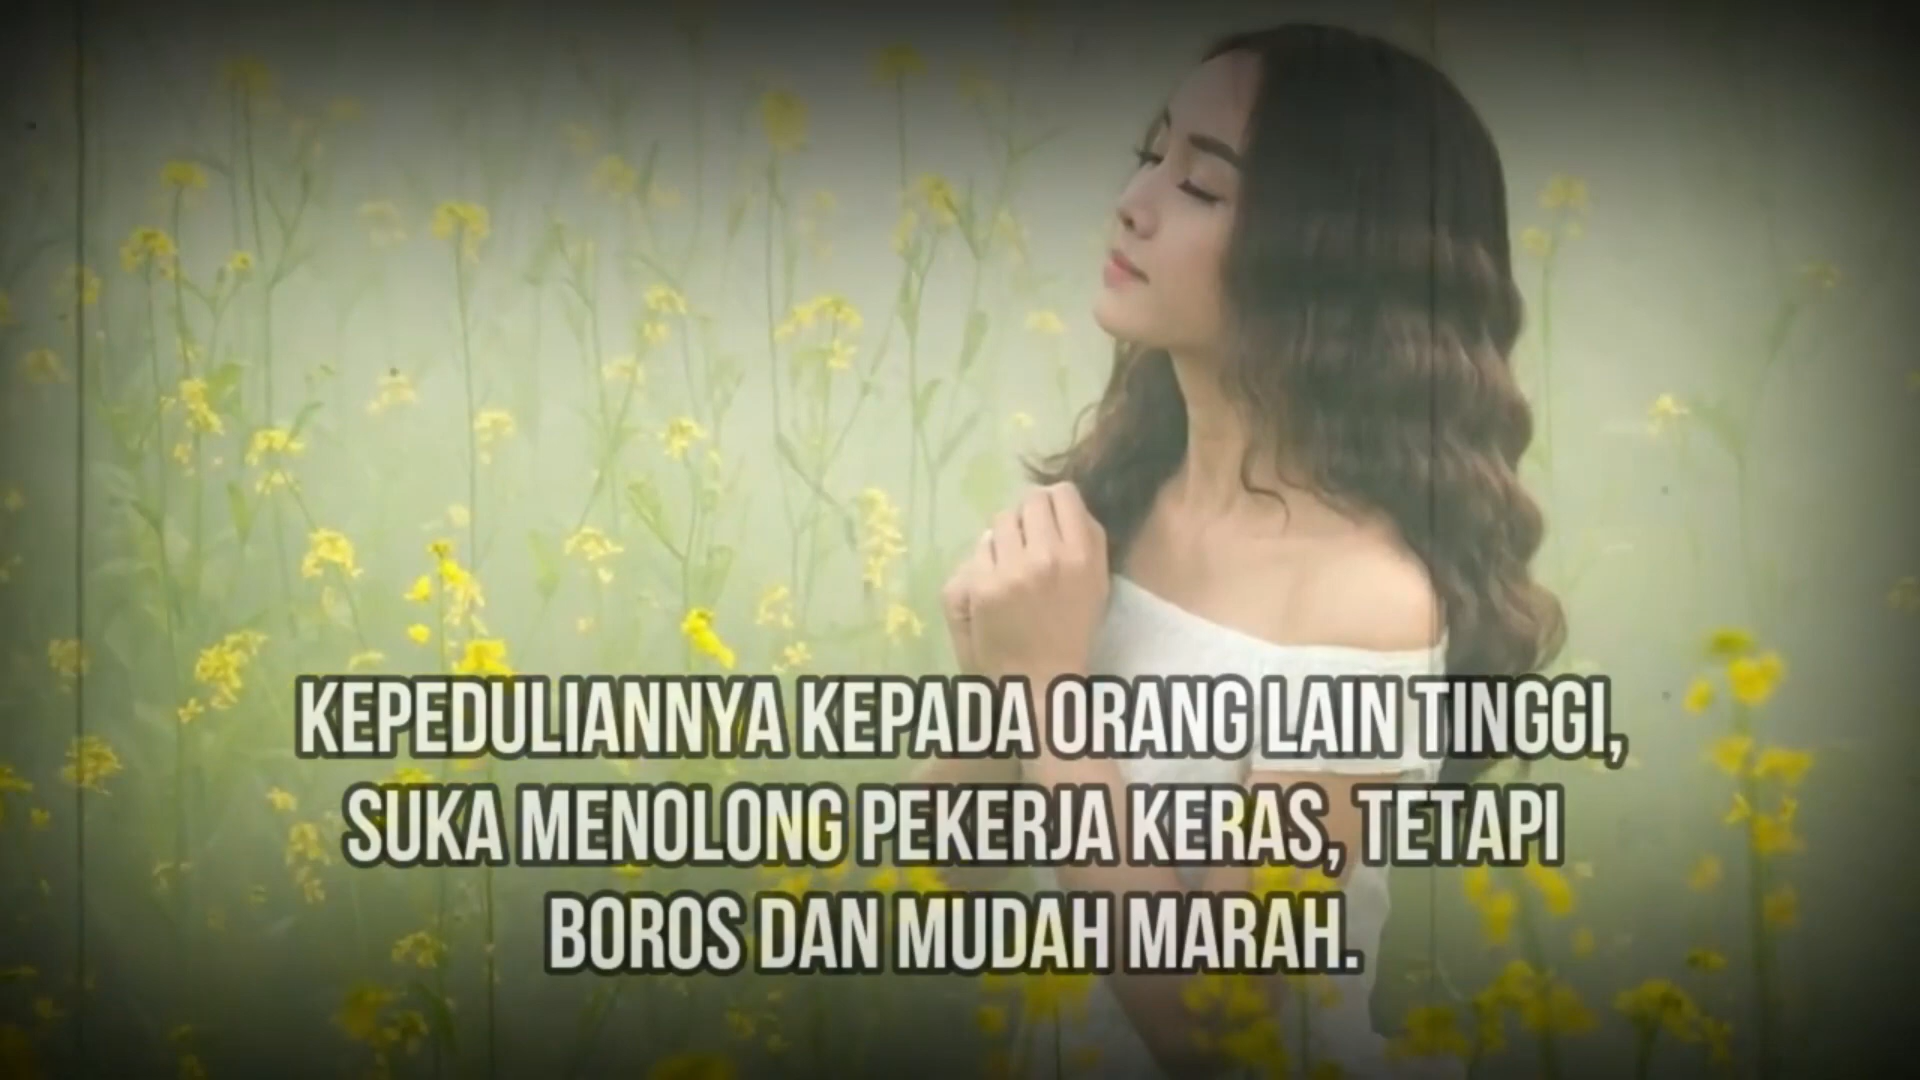 KEPEDULIANNYA KEPADA ORANG LAIN TINGGI,
SUKA MENOLONG PEKERJA KERAS, TETAPI
BOROS DAN MUDAH MARAH.